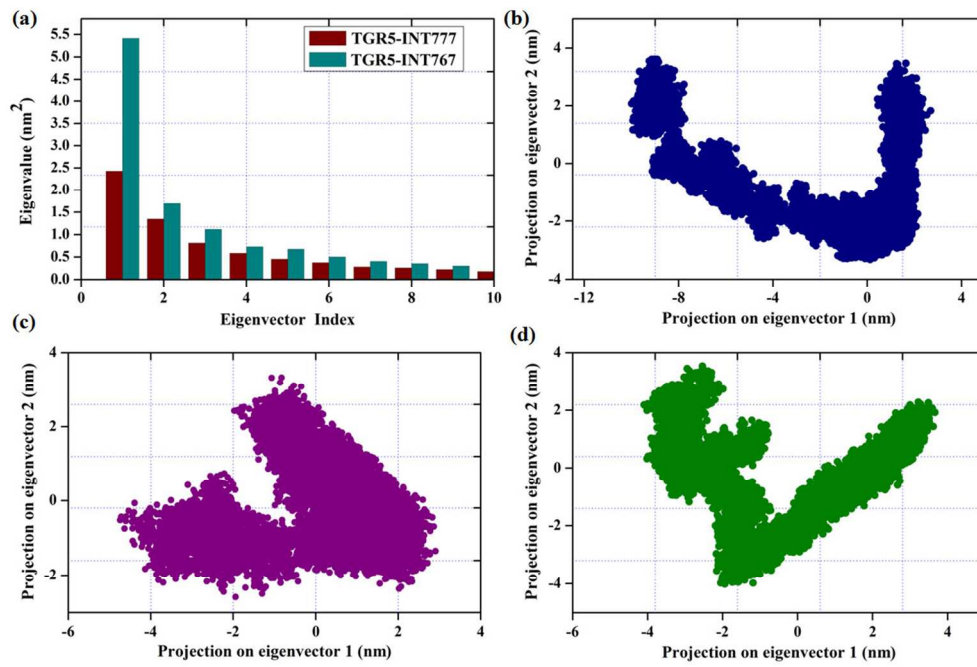 (a)
TGR5-INT777
TGR5-INT767
5.5
5.0
4.5
4.0
3.5
3.0
2.5
2.0
1.5
1.0
0.5
0.0
Eigenvalue (nm²)
0 2 4 6 8 10
Eigenvector Index
(b)
4
2
0
-2
-4
Projection on eigenvector 2 (nm)
-12 -8 -4 0 4
Projection on eigenvector 1 (nm)
(c)
4
2
0
-2
Projection on eigenvector 2 (nm)
-6 -4 -2 0 2 4
Projection on eigenvector 1 (nm)
(d)
4
2
0
-2
-4
Projection on eigenvector 2 (nm)
-6 -4 -2 0 2 4
Projection on eigenvector 1 (nm)